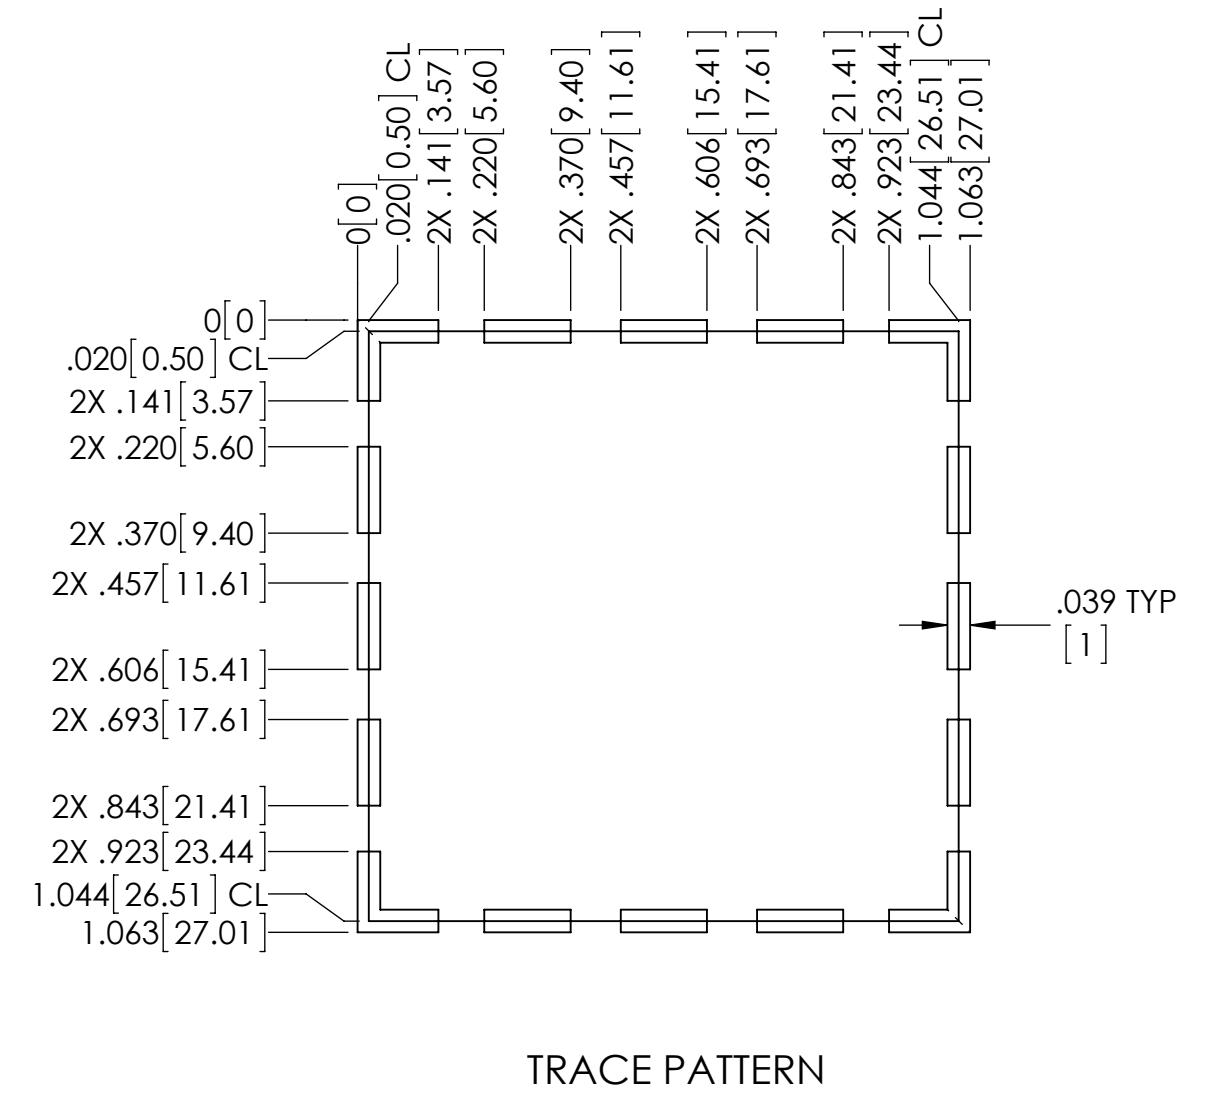 0[0]
.020[0.50] CL
2X .141[3.57]
2X .220[5.60]
2X .370[9.40]
2X .457[11.61]
2X .606[15.41]
2X .693[17.61]
2X .843[21.41]
2X .923[23.44]
1.044[26.51] CL
1.063[27.01]
0[0]
.020[0.50] CL
2X .141[3.57]
2X .220[5.60]
2X .370[9.40]
2X .457[11.61]
2X .606[15.41]
2X .693[17.61]
2X .843[21.41]
2X .923[23.44]
1.044[26.51] CL
1.063[27.01]
.039 TYP
[1]
TRACE PATTERN